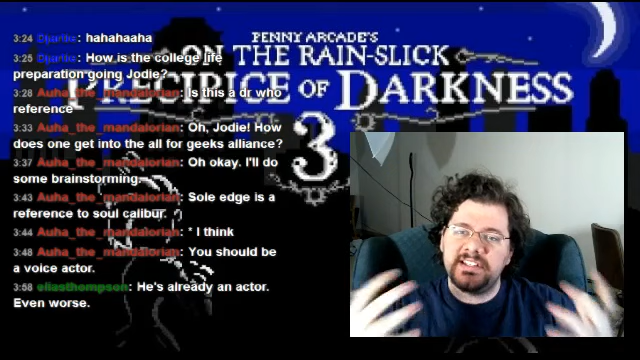 PENNY ARCADE'S
ON THE RAIN-SLICK
PRECIPICE OF DARKNESS
3
3:24 Djurtle: hahahaaha
3:25 Djurtle: How is the college life
preparation going Jodie?
3:28 Auha_the_mandalorian: Is this a dr who
reference
3:33 Auha_the_mandalorian: Oh, Jodie! How
does one get into the all for geeks alliance?
3:37 Auha_the_mandalorian: Oh okay. I'll do
some brainstorming.
3:43 Auha_the_mandalorian: Sole edge is a
reference to soul calibur.
3:44 Auha_the_mandalorian: * I think
3:48 Auha_the_mandalorian: You should be
a voice actor.
3:58 eliasthompson: He's already an actor.
Even worse.